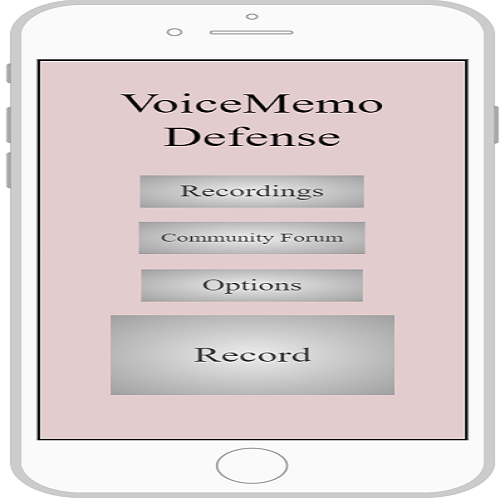 VoiceMemo
Defense
Recordings
Community Forum
Options
Record